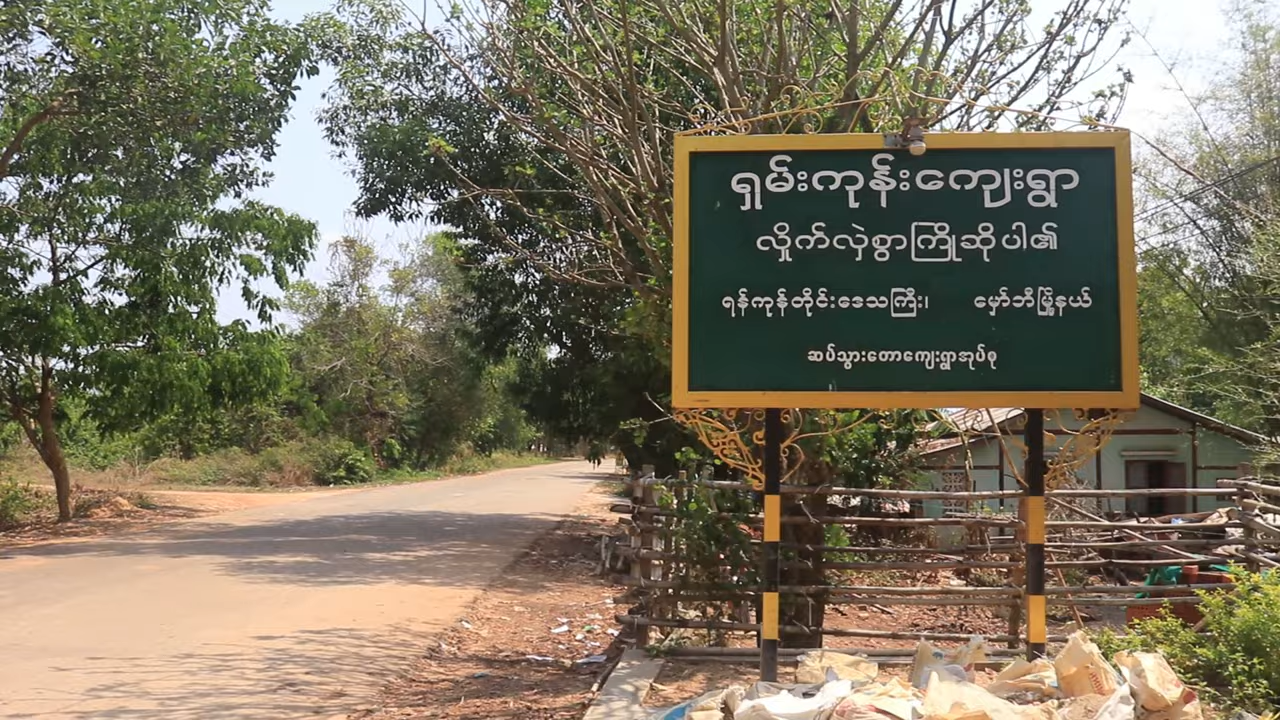 ရှမ်းကုန်းကျေးရွာ
လှိုက်လှဲစွာကြိုဆိုပါ၏
ရန်ကုန်တိုင်းဒေသကြီး၊ မှော်ဘီမြို့နယ်
ဆပ်သွားတောကျေးရွာအုပ်စု